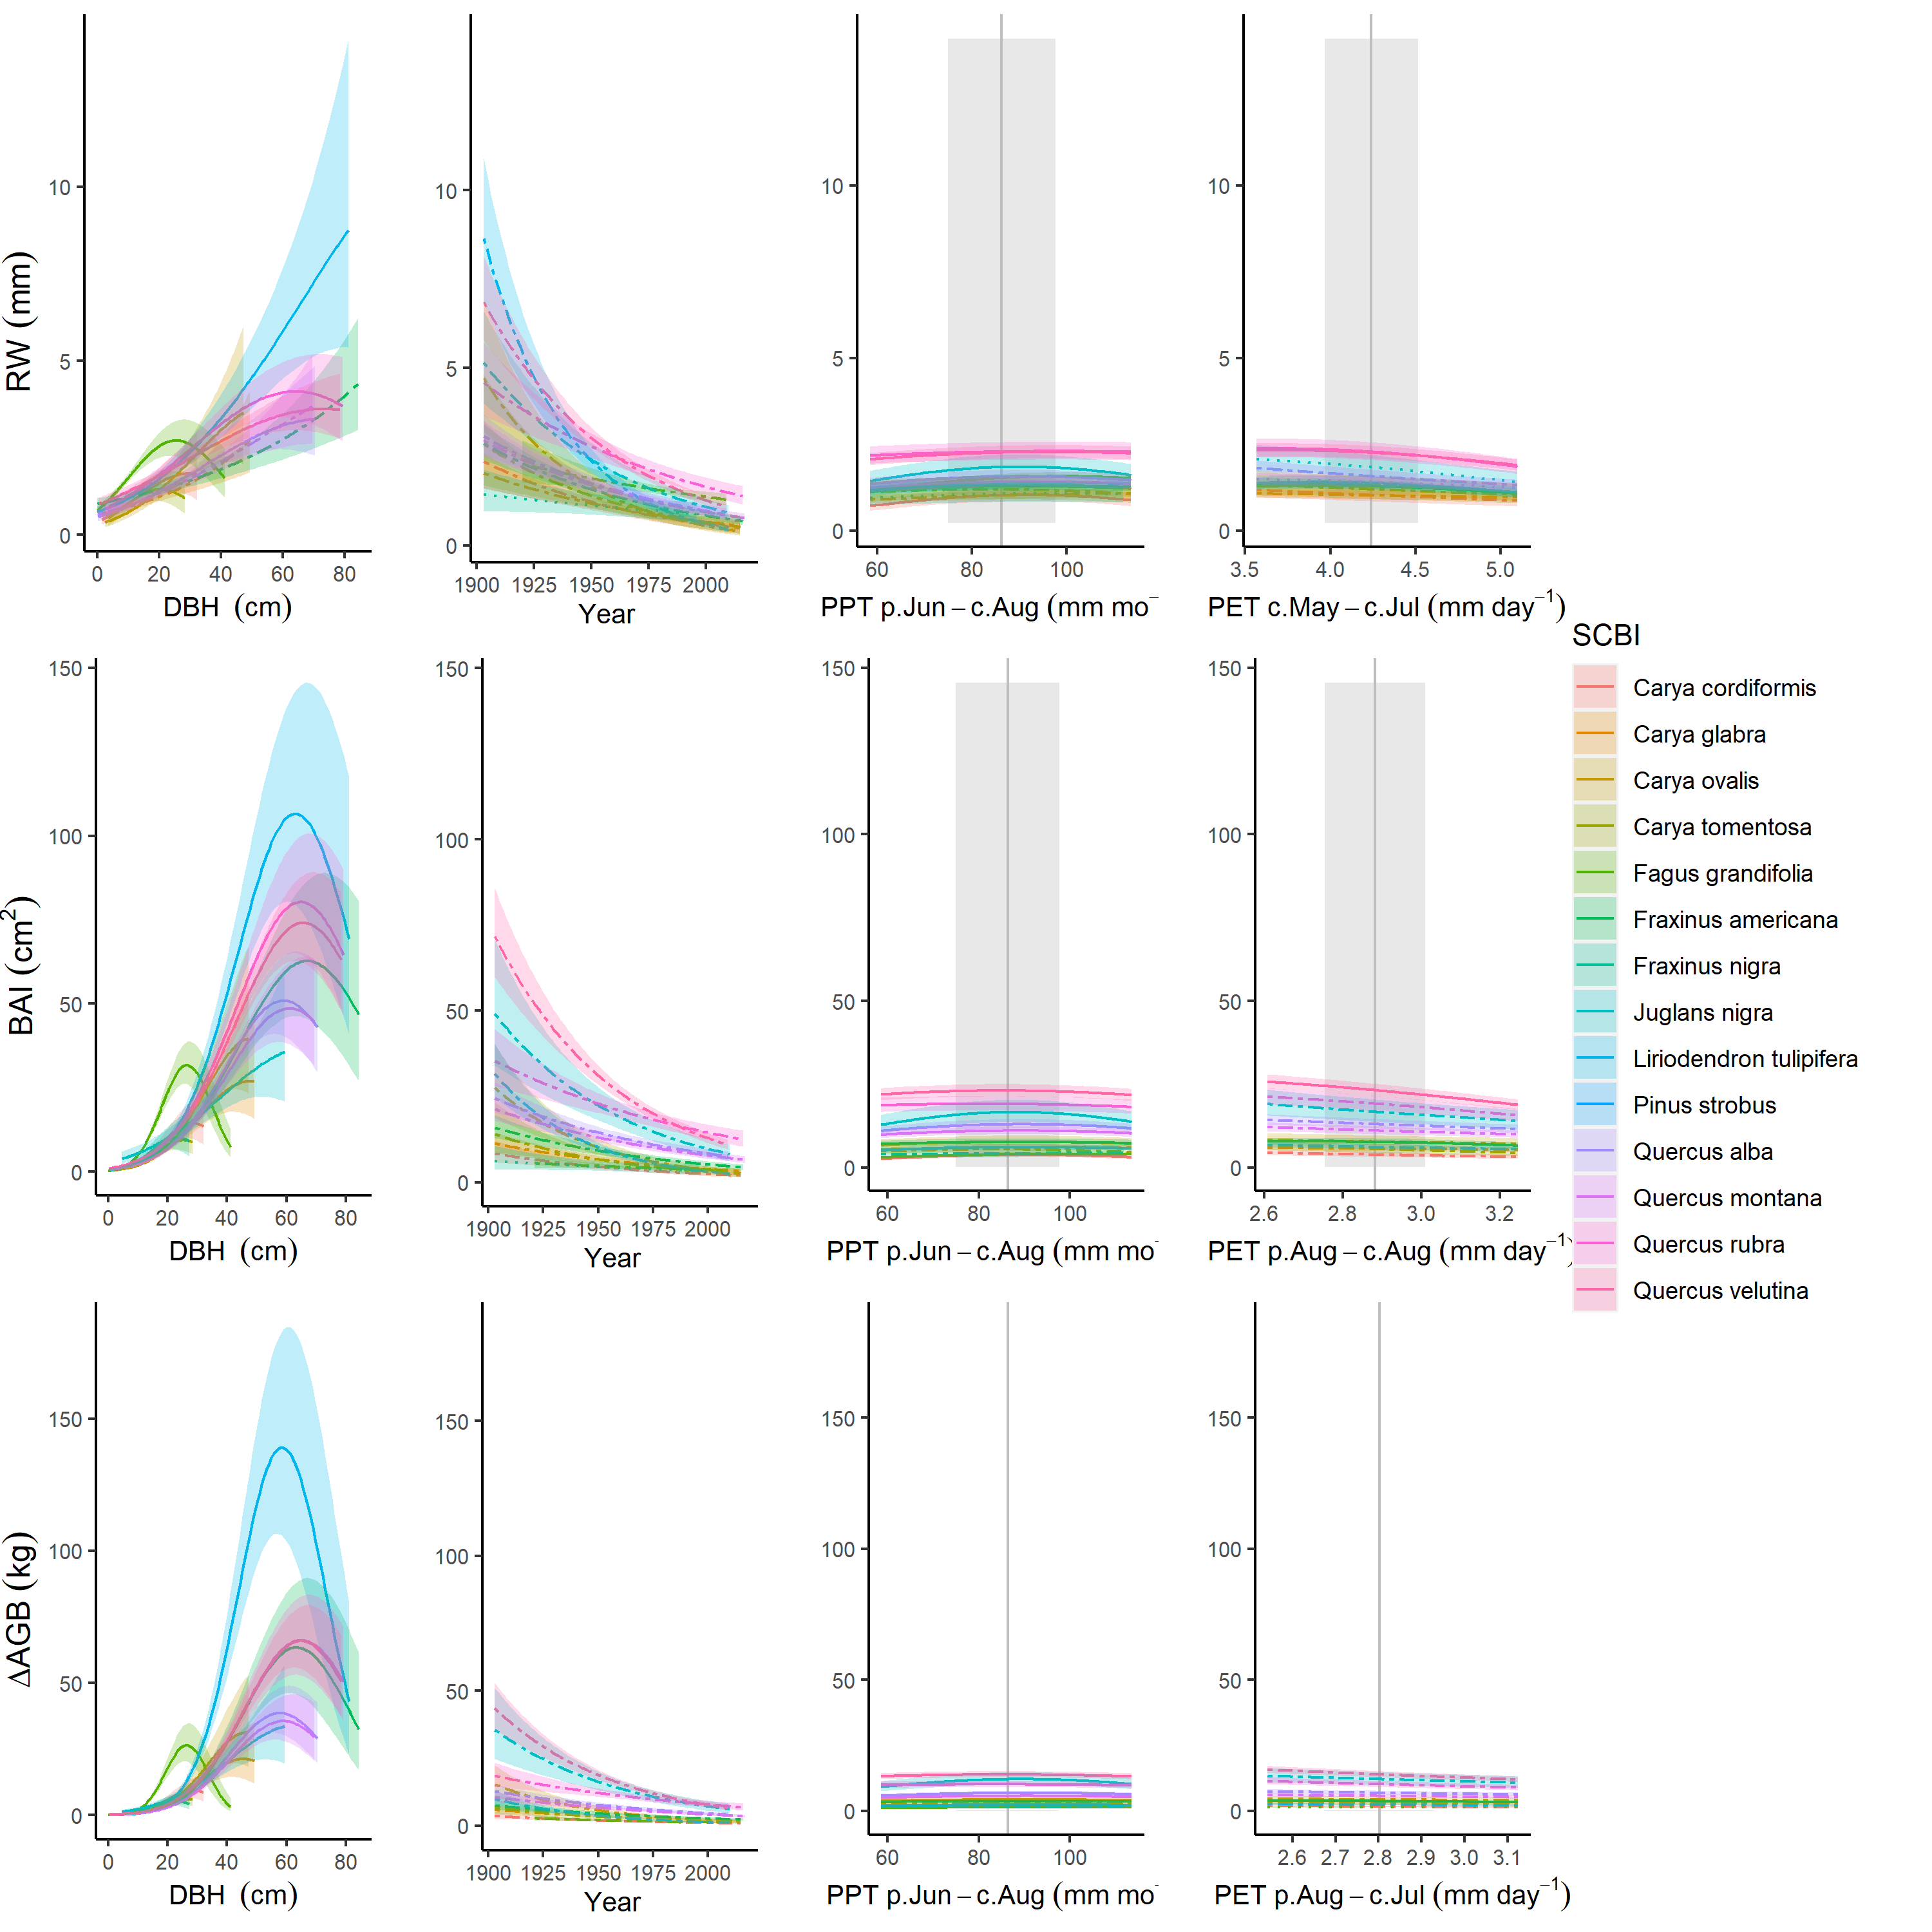 RW (mm)
10
5
0
0 20 40 60 80
DBH (cm)
10
5
0
1900 1925 1950 1975 2000
Year
10
5
0
60 80 100
PPT p.Jun – c.Aug (mm mo⁻
10
5
0
3.5 4.0 4.5 5.0
PET c.May – c.Jul (mm day⁻¹)
BAI (cm²)
150
100
50
0
0 20 40 60 80
DBH (cm)
150
100
50
0
1900 1925 1950 1975 2000
Year
150
100
50
0
60 80 100
PPT p.Jun – c.Aug (mm mo⁻
150
100
50
0
2.6 2.8 3.0 3.2
PET p.Aug – c.Aug (mm day⁻¹)
ΔAGB (kg)
150
100
50
0
0 20 40 60 80
DBH (cm)
150
100
50
0
1900 1925 1950 1975 2000
Year
150
100
50
0
60 80 100
PPT p.Jun – c.Aug (mm mo⁻
150
100
50
0
2.6 2.7 2.8 2.9 3.0 3.1
PET p.Aug – c.Jul (mm day⁻¹)
SCBI
Carya cordiformis
Carya glabra
Carya ovalis
Carya tomentosa
Fagus grandifolia
Fraxinus americana
Fraxinus nigra
Juglans nigra
Liriodendron tulipifera
Pinus strobus
Quercus alba
Quercus montana
Quercus rubra
Quercus velutina